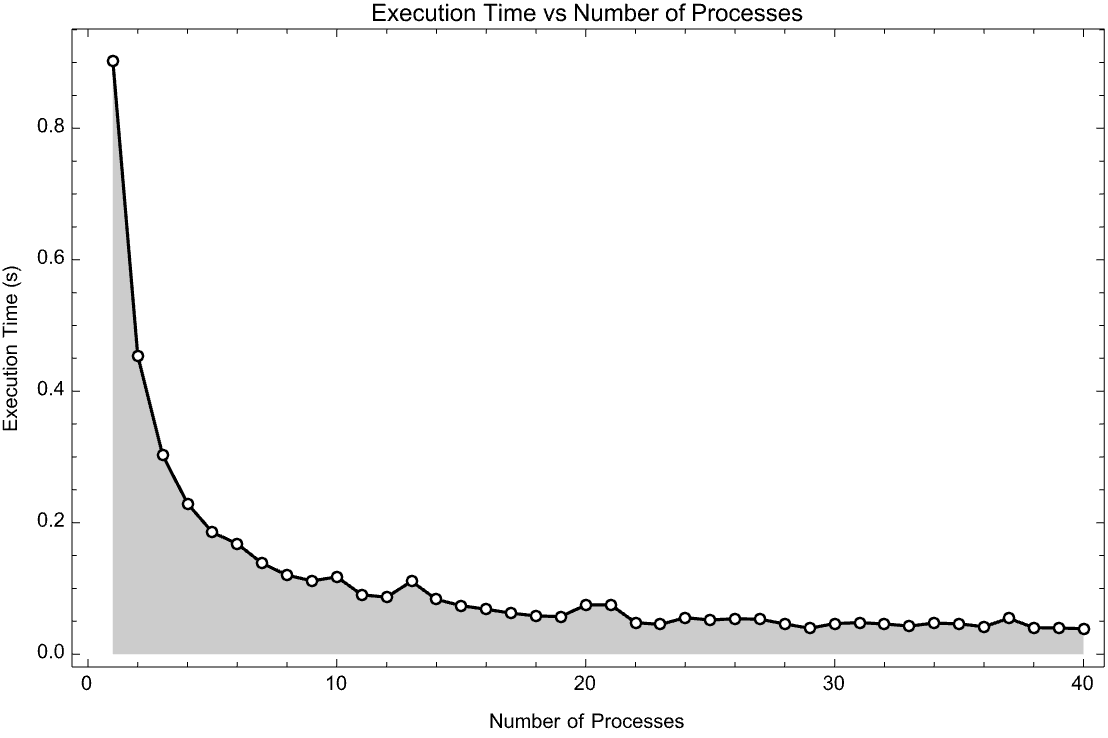 Execution Time vs Number of Processes
0.8
0.6
0.4
0.2
0.0
Execution Time (s)
0 10 20 30 40
Number of Processes